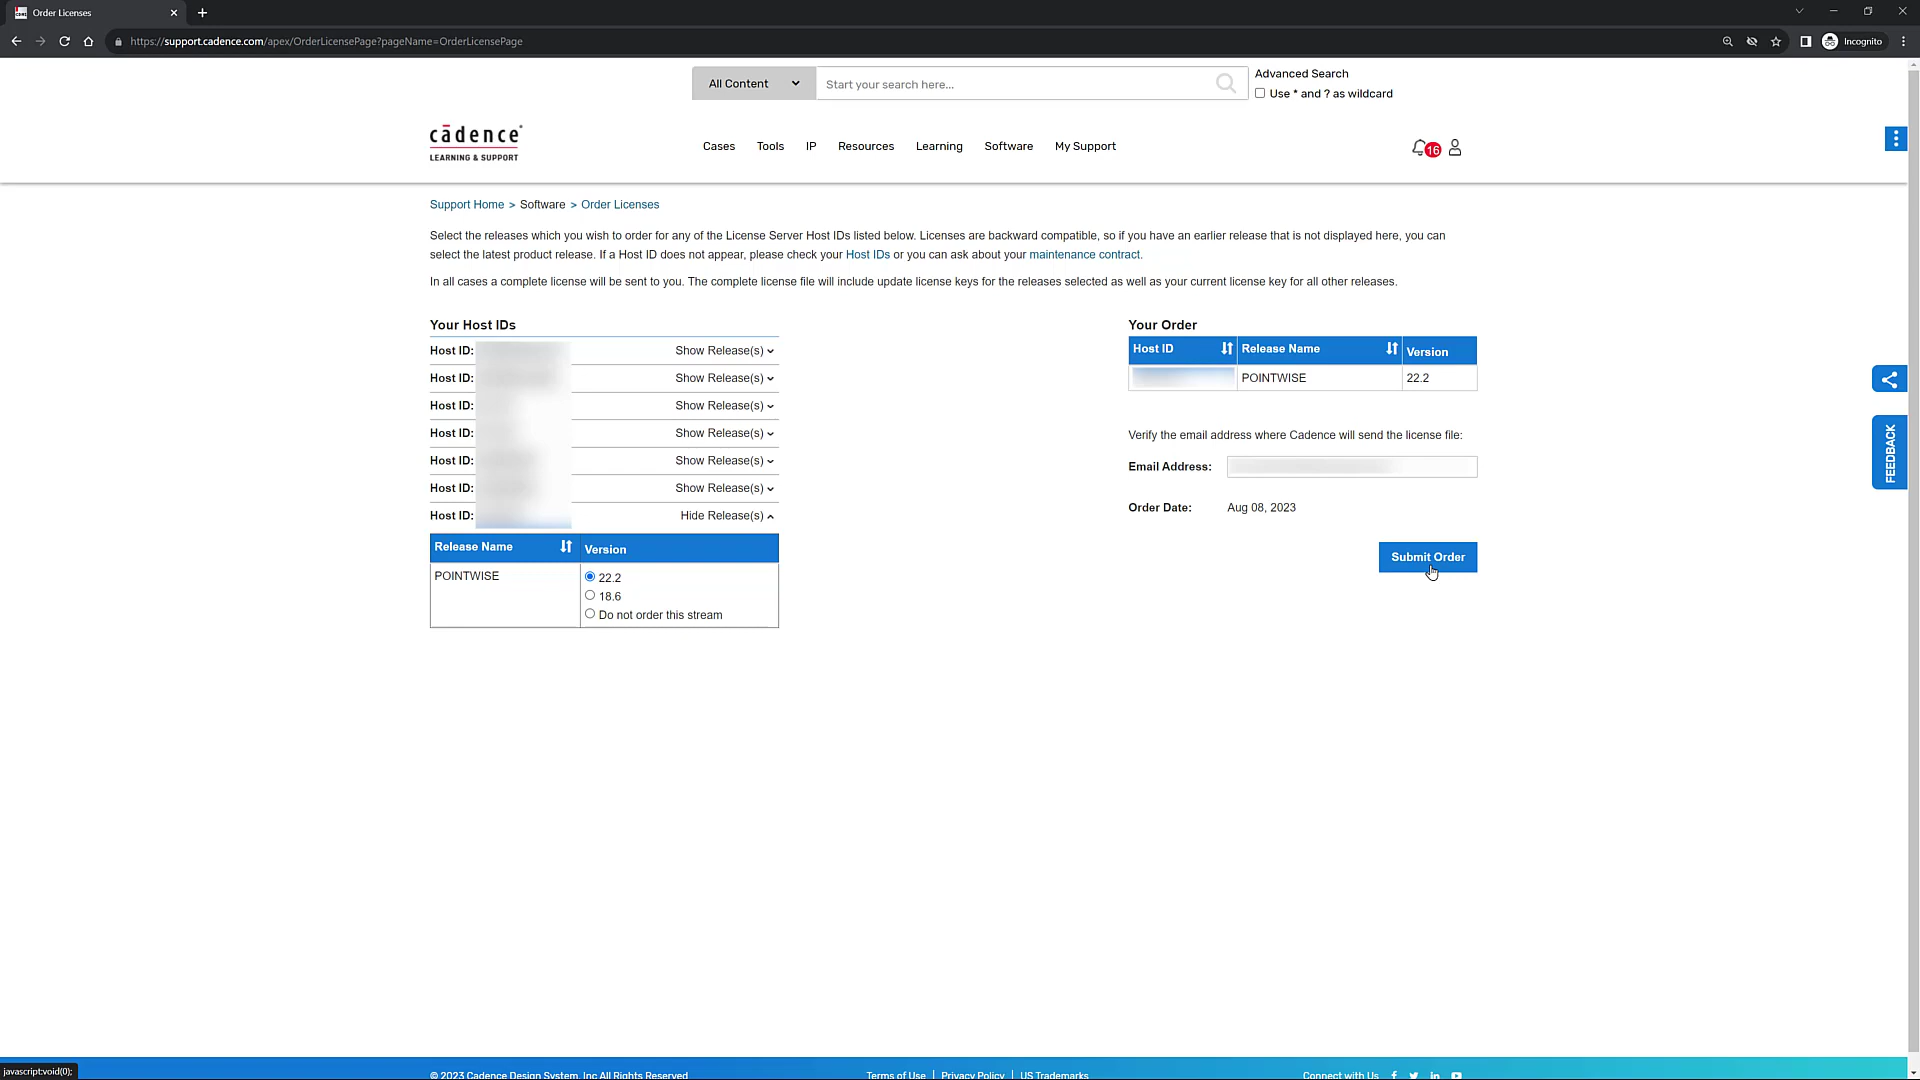 Order Licenses
https://support.cadence.com/apex/OrderLicensePage?pageName=OrderLicensePage
Incognito
All Content
Start your search here...
Advanced Search
Use * and ? as wildcard
cādence
LEARNING & SUPPORT
Cases
Tools
IP
Resources
Learning
Software
My Support
16
Support Home > Software > Order Licenses
Select the releases which you wish to order for any of the License Server Host IDs listed below. Licenses are backward compatible, so if you have an earlier release that is not displayed here, you can
select the latest product release. If a Host ID does not appear, please check your Host IDs or you can ask about your maintenance contract.
In all cases a complete license will be sent to you. The complete license file will include update license keys for the releases selected as well as your current license key for all other releases.
Your Host IDs
Host ID: Show Release(s)
Host ID: Show Release(s)
Host ID: Show Release(s)
Host ID: Show Release(s)
Host ID: Show Release(s)
Host ID: Show Release(s)
Host ID: Hide Release(s)
Release Name Version
POINTWISE 22.2
18.6
Do not order this stream
Your Order
Host ID Release Name Version
POINTWISE 22.2
Verify the email address where Cadence will send the license file:
Email Address:
Order Date: Aug 08, 2023
Submit Order
FEEDBACK
javascript:void(0);
© 2023 Cadence Design System, Inc All Rights Reserved
Terms of Use | Privacy Policy | US Trademarks
Connect with Us